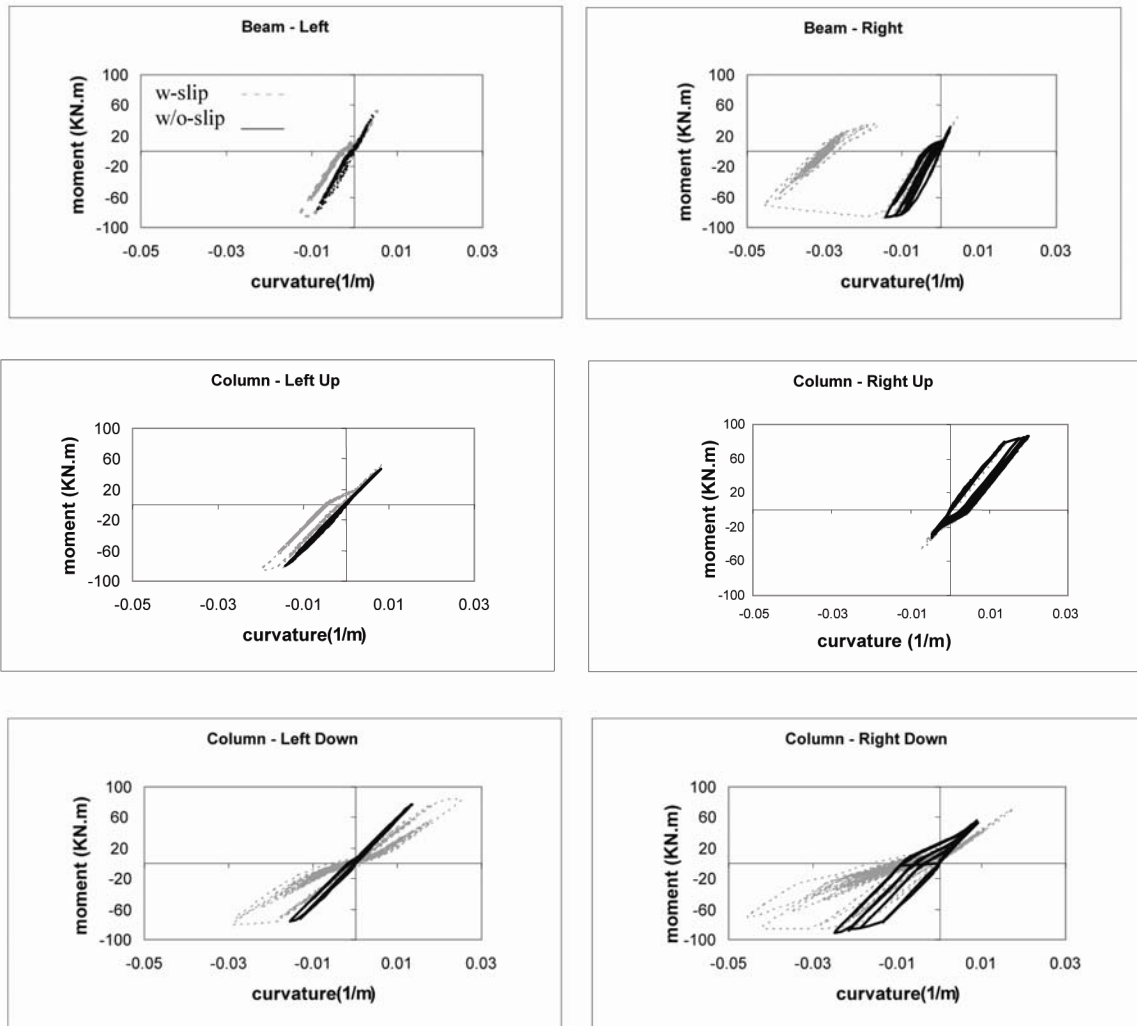 Beam - Left
moment (KN.m)
100
60
20
-20
-60
-100
w-slip
w/o-slip
-0.05 -0.03 -0.01 0.01 0.03
curvature(1/m)
Beam - Right
moment (KN.m)
100
60
20
-20
-60
-100
-0.05 -0.03 -0.01 0.01 0.03
curvature(1/m)
Column - Left Up
moment (KN.m)
100
60
20
-20
-60
-100
-0.05 -0.03 -0.01 0.01 0.03
curvature(1/m)
Column - Right Up
moment (KN.m)
100
60
20
-20
-60
-100
-0.05 -0.03 -0.01 0.01 0.03
curvature (1/m)
Column - Left Down
moment (KN.m)
100
60
20
-20
-60
-100
-0.05 -0.03 -0.01 0.01 0.03
curvature(1/m)
Column - Right Down
moment (KN.m)
100
60
20
-20
-60
-100
-0.05 -0.03 -0.01 0.01 0.03
curvature(1/m)